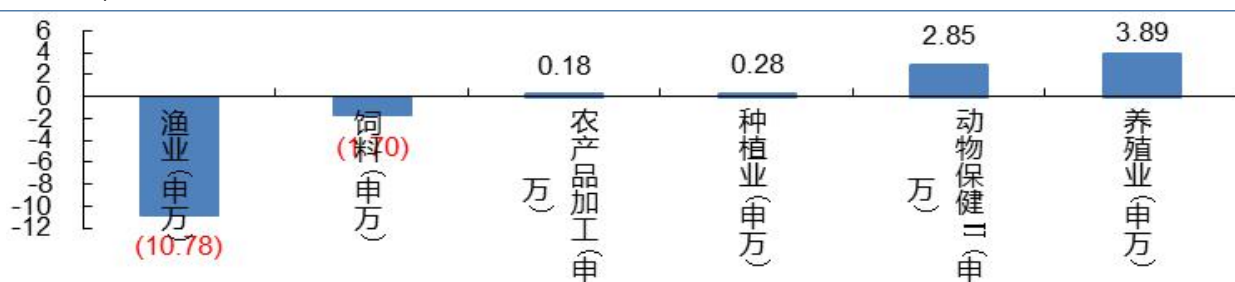 6
4
2
0
-2
-4
-6
-8
-10
-12
(10.78)
(1.70)
0.18
0.28
2.85
3.89
渔业(申万)
饲料(申万)
农产品加工(申
万)
种植业(申万)
动物保健Ⅱ(申
万)
养殖业(申万)